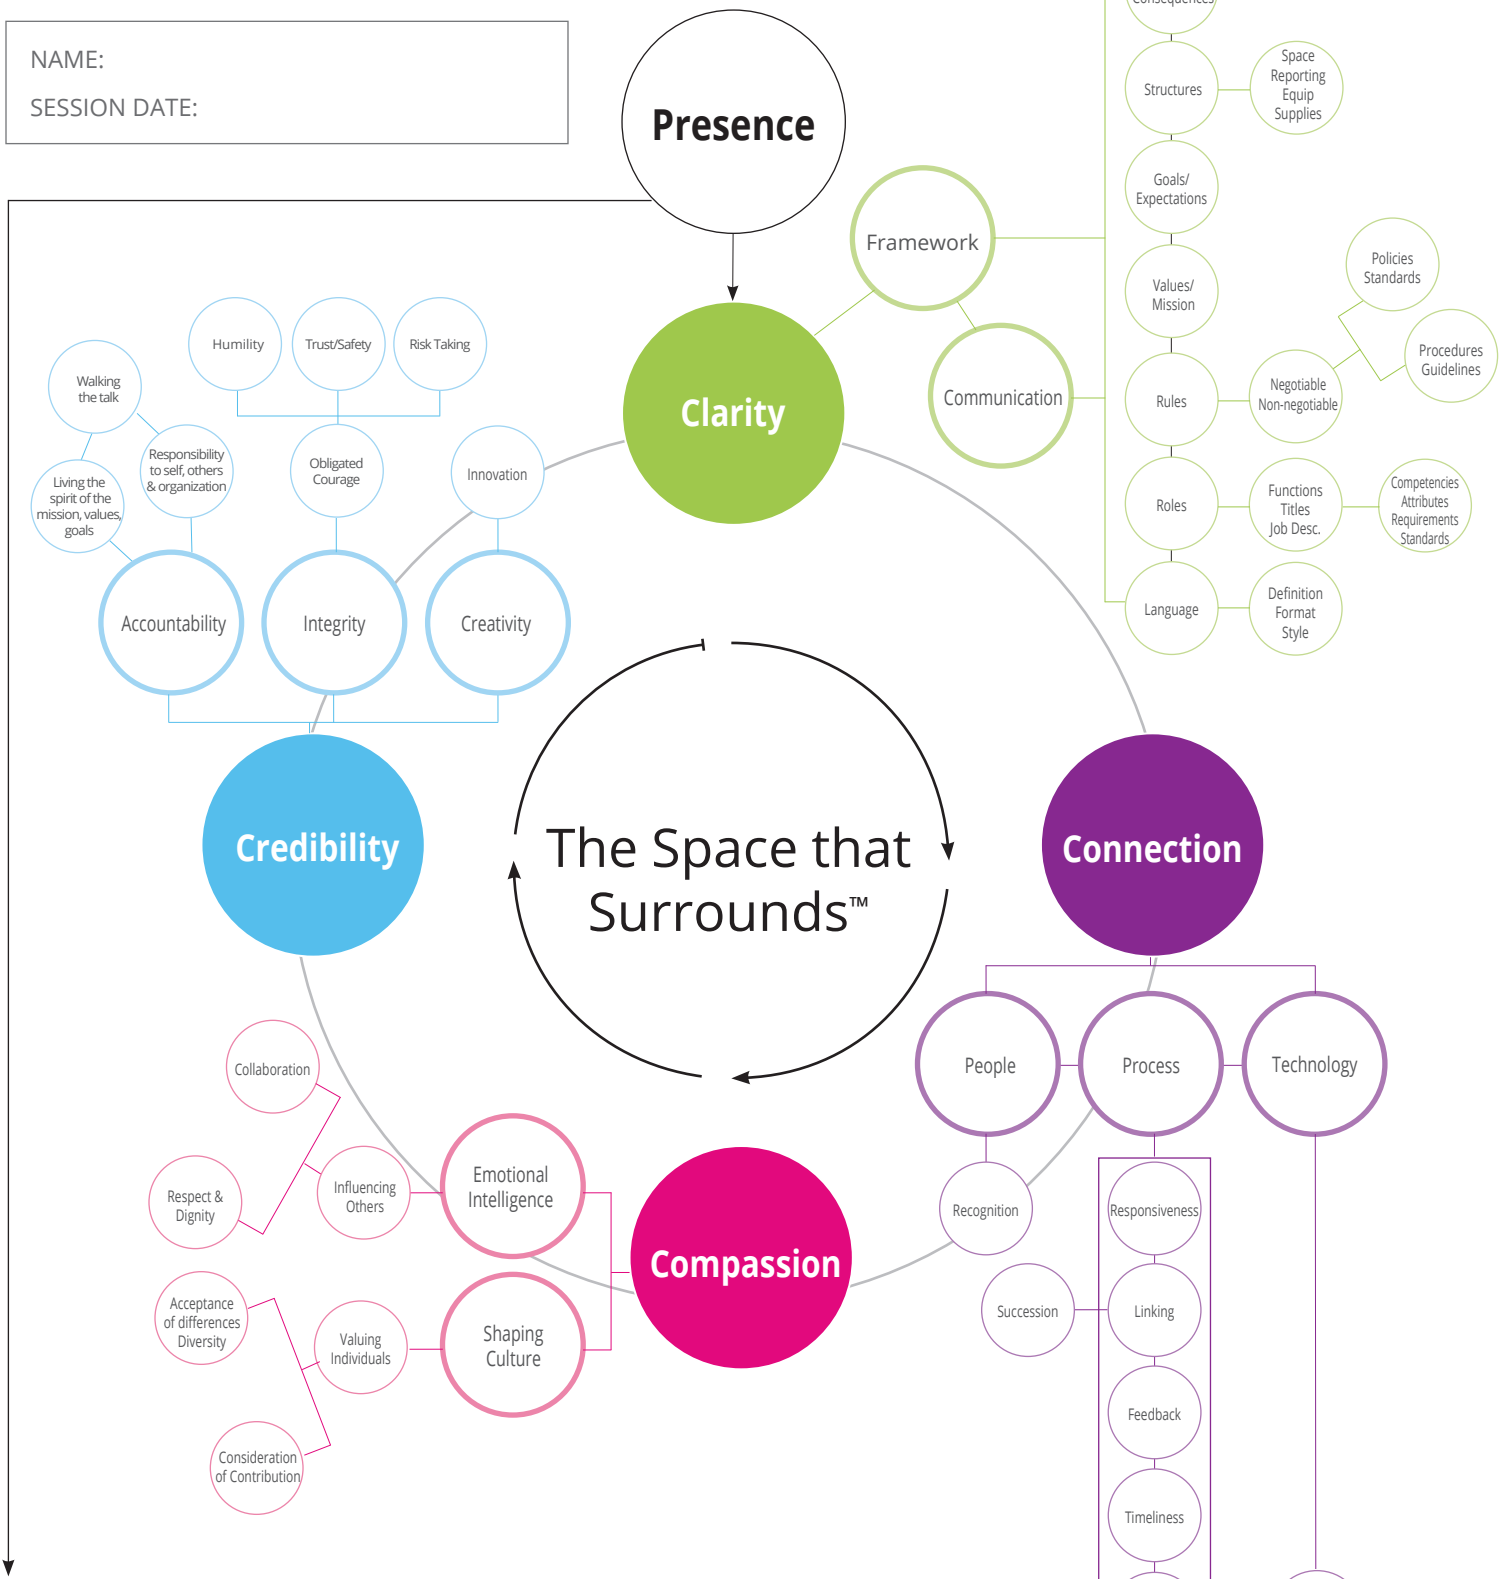 Consequences
NAME:
SESSION DATE:
Presence
Structures
Space
Reporting
Equip
Supplies
Goals/
Expectations
Framework
Policies
Standards
Values/
Mission
Humility
Trust/Safety
Risk Taking
Procedures
Guidelines
Walking
the talk
Negotiable
Non-negotiable
Rules
Communication
Clarity
Responsibility
to self, others
& organization
Obligated
Courage
Innovation
Living the
spirit of the
mission, values,
goals
Roles
Functions
Titles
Job Desc.
Competencies
Attributes
Requirements
Standards
Accountability
Integrity
Creativity
Language
Definition
Format
Style
Credibility
The Space that
Surrounds™
Connection
People
Process
Technology
Collaboration
Emotional
Intelligence
Influencing
Others
Respect &
Dignity
Recognition
Responsiveness
Compassion
Succession
Linking
Acceptance
of differences
Diversity
Valuing
Individuals
Shaping
Culture
Feedback
Consideration
of Contribution
Timeliness